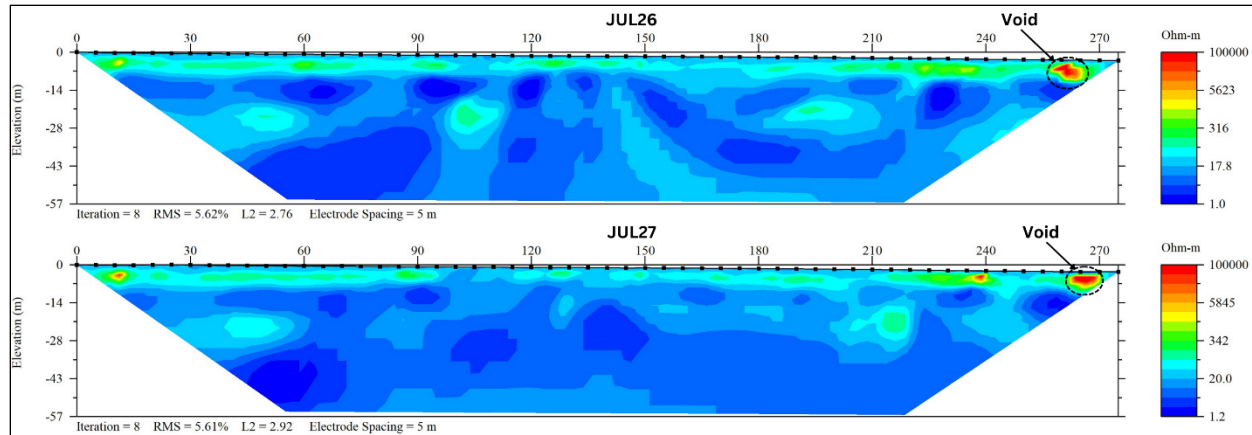 JUL26
Void
0 30 60 90 120 150 180 210 240 270
Ohm-m
Elevation (m)
0
-14
-28
-43
-57
100000
5623
316
17.8
1.0
Iteration = 8 RMS = 5.62% L2 = 2.76 Electrode Spacing = 5 m
JUL27
Void
0 30 60 90 120 150 180 210 240 270
Ohm-m
Elevation (m)
0
-14
-28
-43
-57
100000
5845
342
20.0
1.2
Iteration = 8 RMS = 5.61% L2 = 2.92 Electrode Spacing = 5 m